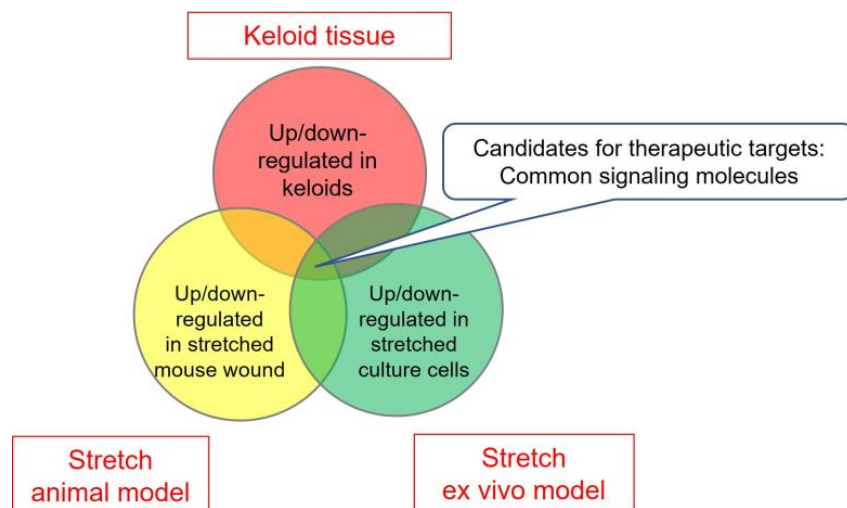 Keloid tissue
Up/down-
regulated in
keloids
Candidates for therapeutic targets:
Common signaling molecules
Up/down-
regulated
in stretched
mouse wound
Up/down-
regulated in
stretched
culture cells
Stretch
animal model
Stretch
ex vivo model